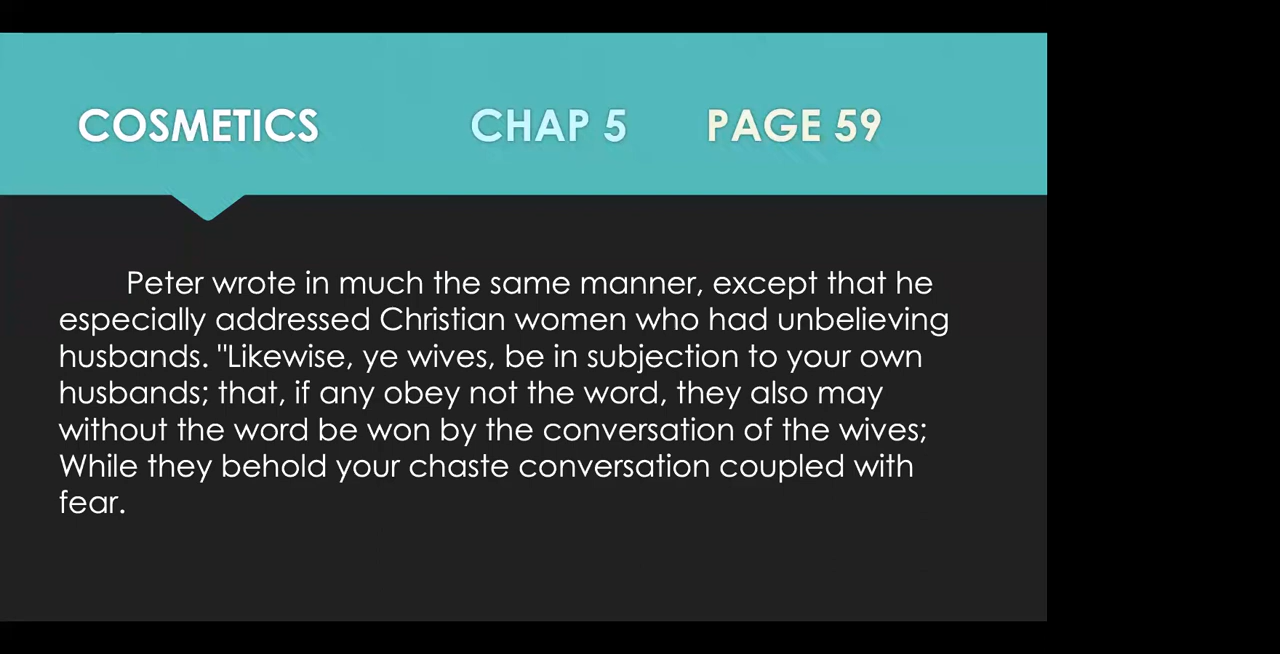 COSMETICS CHAP 5 PAGE 59
Peter wrote in much the same manner, except that he
especially addressed Christian women who had unbelieving
husbands. "Likewise, ye wives, be in subjection to your own
husbands; that, if any obey not the word, they also may
without the word be won by the conversation of the wives;
While they behold your chaste conversation coupled with
fear.